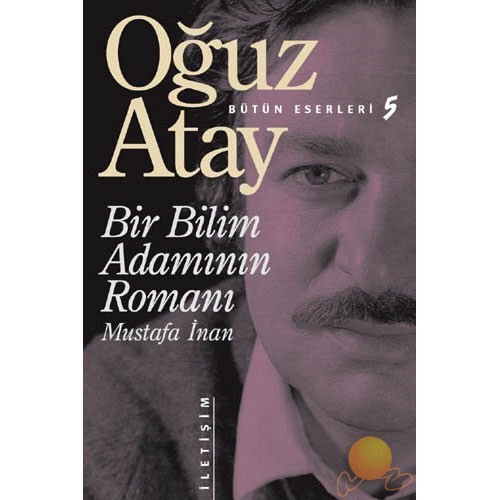 Oğuz
BÜTÜN ESERLERİ 5
Atay
Bir Bilim
Adamının
Romanı
Mustafa İnan
İLETİŞİM